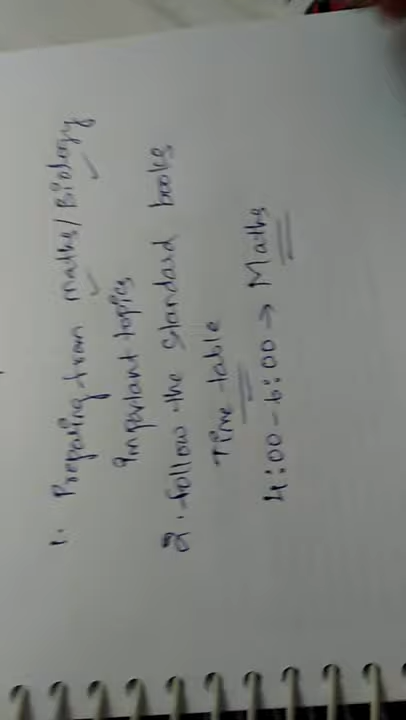 1. Preparing from maths/Biology
important topics
2. follow the standard books
Time table
4:00-6:00 → Maths